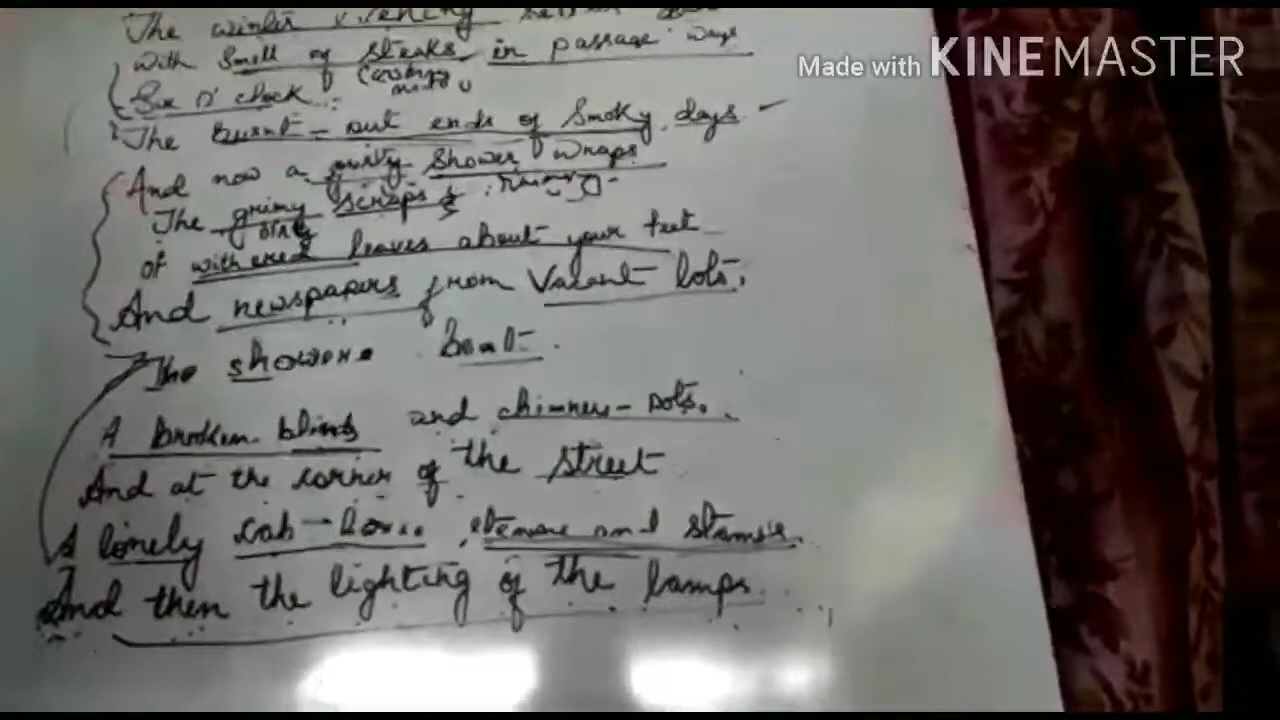 The winter evening settles down
with Smell of steaks in passage ways
Six O' clock.
The Burnt-out ends of Smoky days
Made with KINEMASTER
And now a gusty shower wraps
The grimy scraps
dirty
of withered leaves about your feet
And newspapers from Vacant lots.
The showers beat
A Broken blinds and chimney-pots.
And at the corner of the street
A lonely cab-horse steams and stamps.
And then the lighting of the lamps.